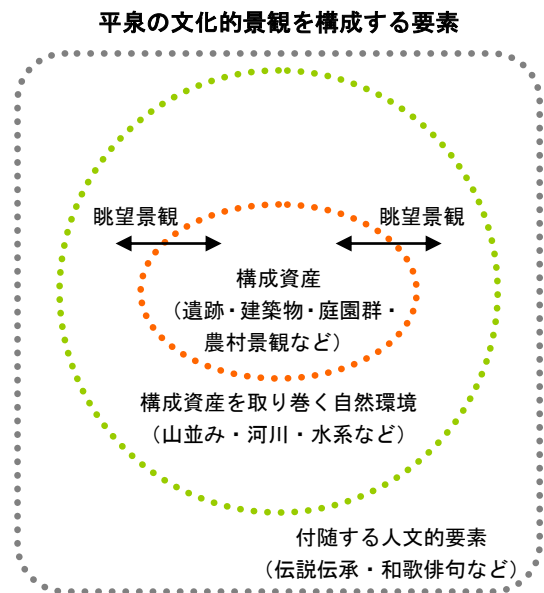 平泉の文化的景観を構成する要素
眺望景観
眺望景観
構成資産
（遺跡・建築物・庭園群・
農村景観など）
構成資産を取り巻く自然環境
（山並み・河川・水系など）
付随する人文的要素
（伝説伝承・和歌俳句など）